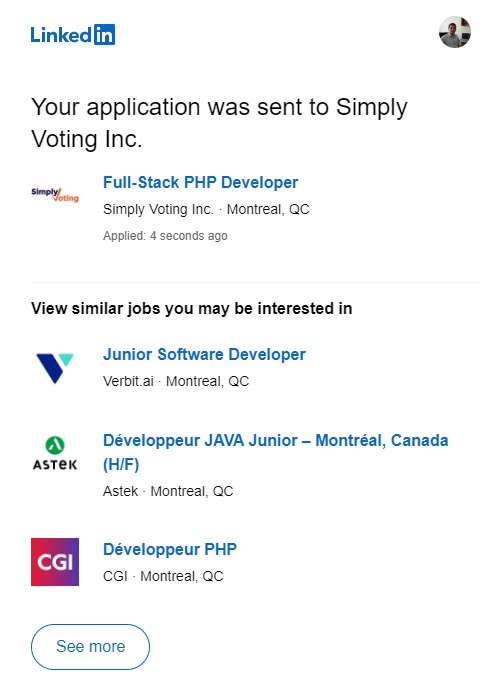 LinkedIn
Your application was sent to Simply
Voting Inc.
Simply Voting
Full-Stack PHP Developer
Simply Voting Inc. · Montreal, QC
Applied: 4 seconds ago
View similar jobs you may be interested in
Junior Software Developer
Verbit.ai · Montreal, QC
ASTEK
Développeur JAVA Junior – Montréal, Canada
(H/F)
Astek · Montreal, QC
CGI
Développeur PHP
CGI · Montreal, QC
See more